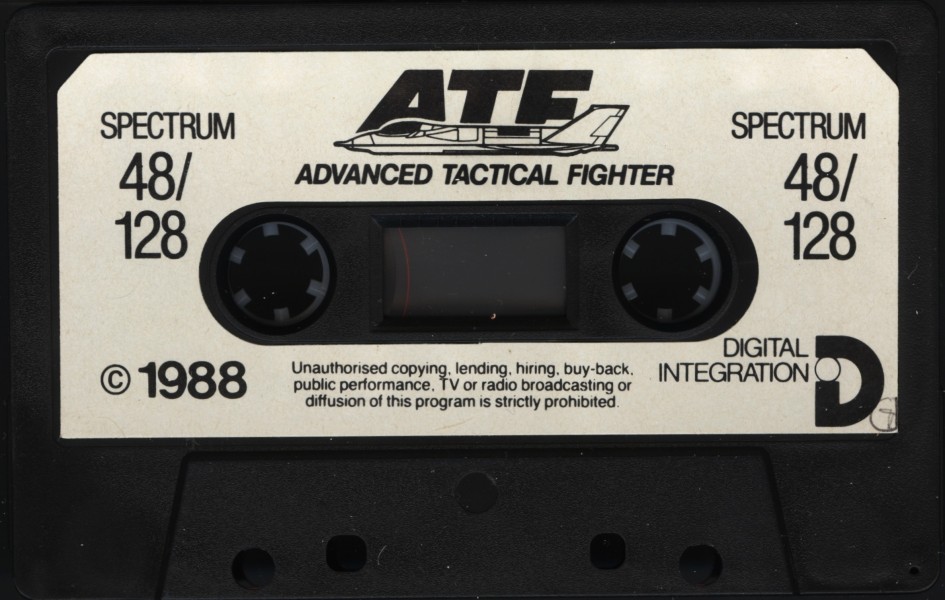 ATF
ADVANCED TACTICAL FIGHTER
SPECTRUM
48/
128
SPECTRUM
48/
128
© 1988
Unauthorised copying, lending, hiring, buy-back,
public performance, TV or radio broadcasting or
diffusion of this program is strictly prohibited.
DIGITAL
INTEGRATION